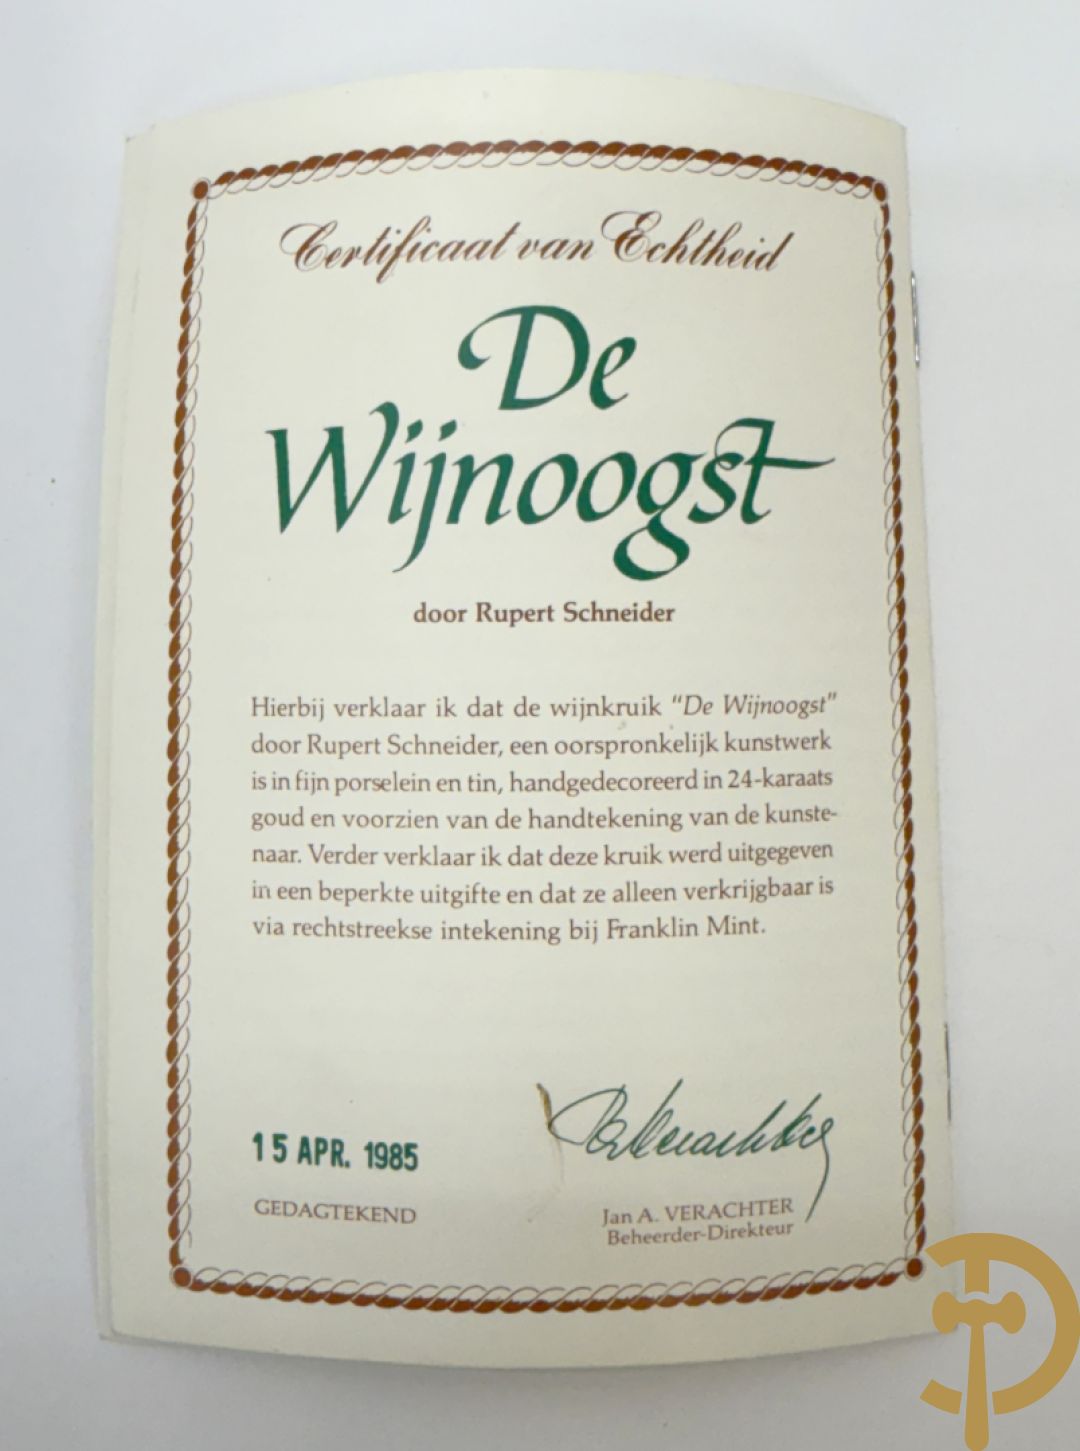 Certificaat van Echtheid
De
Wijnoogst
door Rupert Schneider
Hierbij verklaar ik dat de wijnkruik “De Wijnoogst”
door Rupert Schneider, een oorspronkelijk kunstwerk
is in fijn porselein en tin, handgedecoreerd in 24-karaats
goud en voorzien van de handtekening van de kunste-
naar. Verder verklaar ik dat deze kruik werd uitgegeven
in een beperkte uitgifte en dat ze alleen verkrijgbaar is
via rechtstreekse intekening bij Franklin Mint.
15 APR. 1985
GEDAGTEKEND
Jan A. VERACHTER
Beheerder-Direkteur